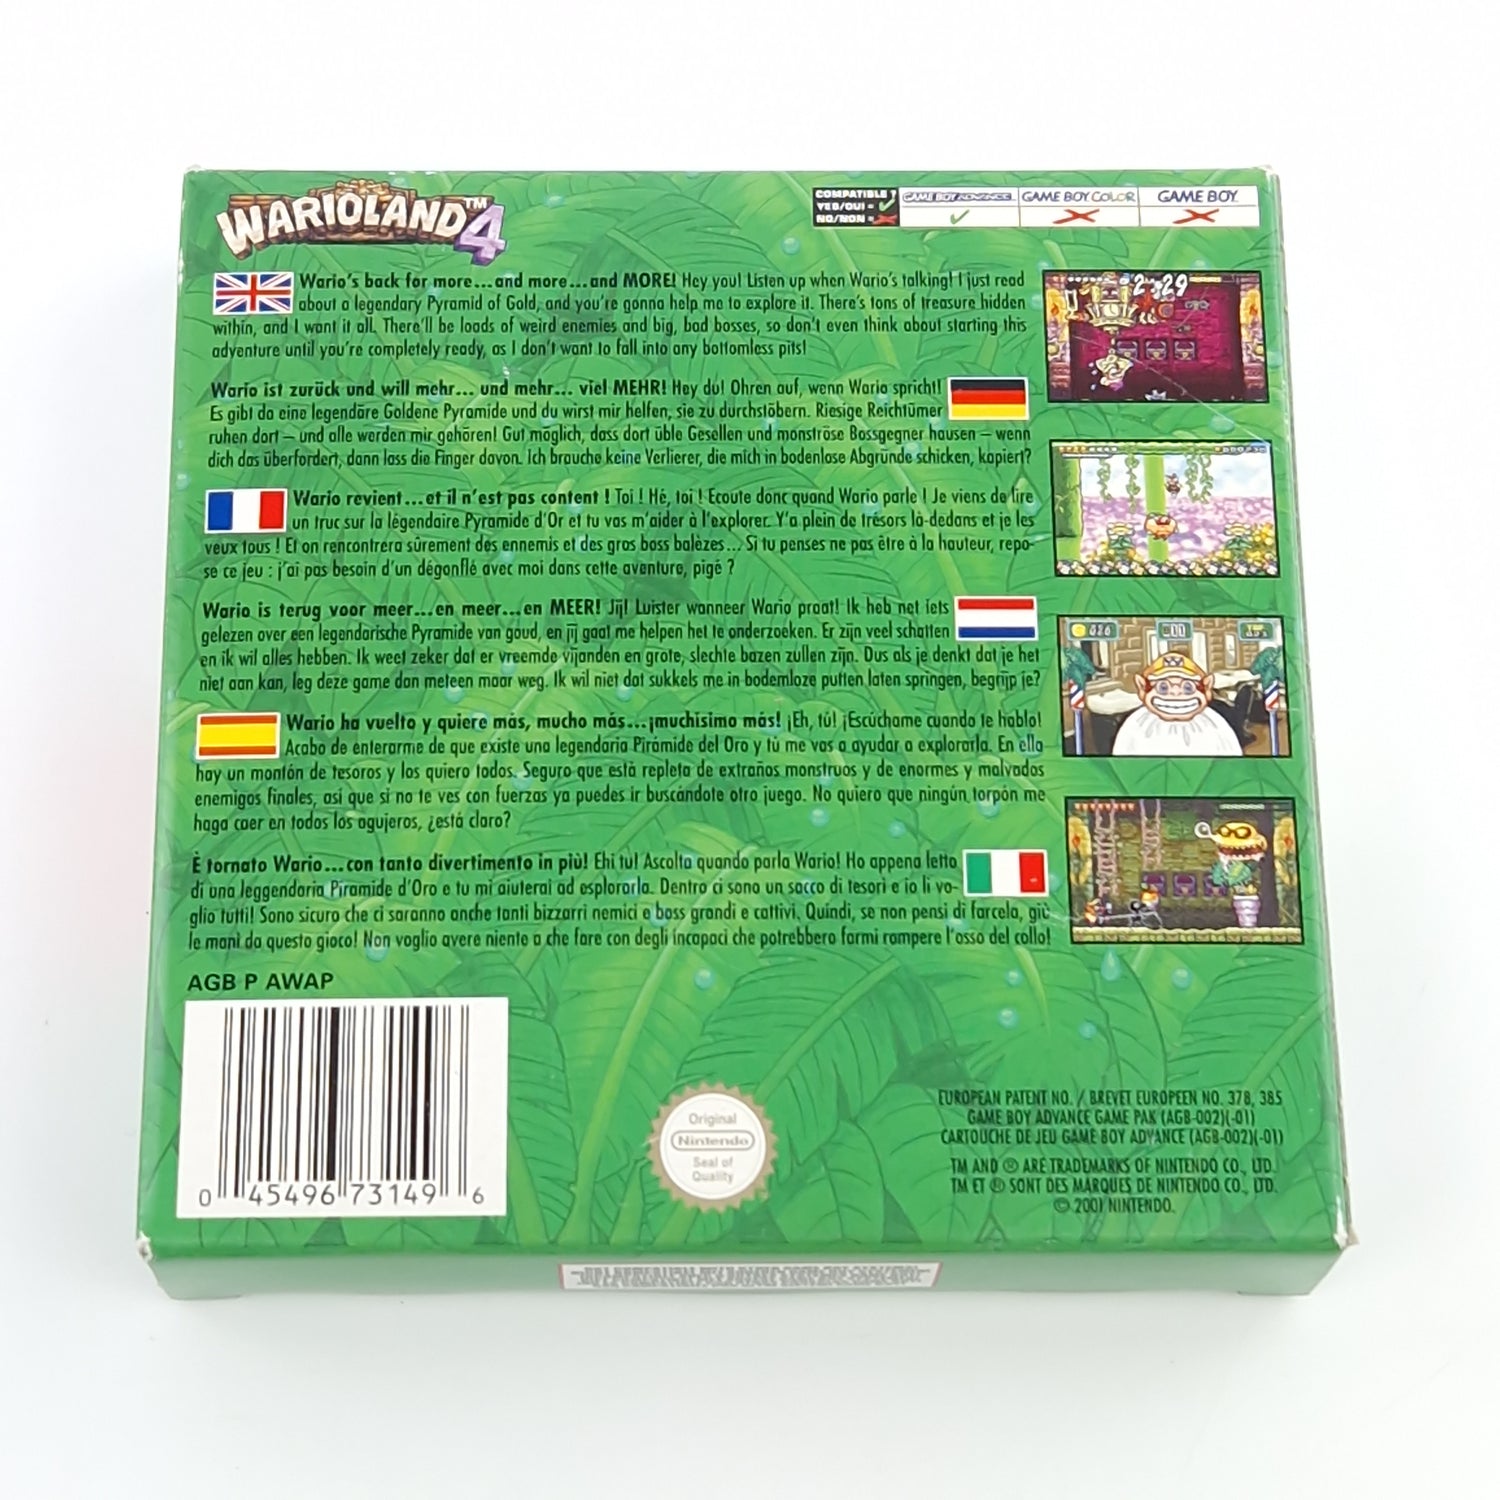 WARIOLAND™ 4
COMPATIBLE?
YES/OUI =
NO/NON =
GAME BOY ADVANCE
GAME BOY COLOR
GAME BOY
Wario's back for more...and more...and MORE! Hey you! Listen up when Wario's talking! I just read
about a legendary Pyramid of Gold, and you're gonna help me to explore it. There's tons of treasure hidden
within, and I want it all. There'll be loads of weird enemies and big, bad bosses, so don't even think about starting this
adventure until you're completely ready, as I don't want to fall into any bottomless pits!
Wario ist zurück und will mehr... und mehr... viel MEHR! Hey du! Ohren auf, wenn Wario spricht!
Es gibt da eine legendäre Goldene Pyramide und du wirst mir helfen, sie zu durchstöbern. Riesige Reichtümer
ruhen dort – und alle werden mir gehören! Gut möglich, dass dort üble Gesellen und monströse Bossgegner hausen – wenn
dich das überfordert, dann lass die Finger davon. Ich brauche keine Verlierer, die mich in bodenlose Abgründe schicken, kapiert?
Wario revient...et il n'est pas content ! Toi ! Hé, toi ! Ecoute donc quand Wario parle ! Je viens de lire
un truc sur la légendaire Pyramide d'Or et tu vas m'aider à l'explorer. Y'a plein de trésors là-dedans et je les
veux tous ! Et on rencontrera sûrement des ennemis et des gros boss balèzes... Si tu penses ne pas être à la hauteur, repo-
se ce jeu : j'ai pas besoin d'un dégonflé avec moi dans cette aventure, pigé ?
Wario is terug voor meer...en meer...en MEER! Jij! Luister wanneer Wario praat! Ik heb net iets
gelezen over een legendarische Pyramide van goud, en jij gaat me helpen het te onderzoeken. Er zijn veel schatten
en ik wil alles hebben. Ik weet zeker dat er vreemde vijanden en grote, slechte bazen zullen zijn. Dus als je denkt dat je het
niet aan kan, leg deze game dan meteen maar weg. Ik wil niet dat sukkels me in bodemloze putten laten springen, begrijp je?
Wario ha vuelto y quiere más, mucho más...¡muchísimo más! ¡Eh, tú! ¡Escúchame cuando te hablo!
Acabo de enterarme de que existe una legendaria Pirámide del Oro y tú me vas a ayudar a explorarla. En ella
hay un montón de tesoros y los quiero todos. Seguro que está repleta de extraños monstruos y de enormes y malvados
enemigos finales, así que si no te ves con fuerzas ya puedes ir buscándote otro juego. No quiero que ningún torpón me
haga caer en todos los agujeros, ¿está claro?
È tornato Wario...con tanto divertimento in più! Ehi tu! Ascolta quando parla Wario! Ho appena letto
di una leggendaria Piramide d'Oro e tu mi aiuterai ad esplorarla. Dentro ci sono un sacco di tesori e io li vo-
glio tutti! Sono sicuro che ci saranno anche tanti bizzarri nemici e boss grandi e cattivi. Quindi, se non pensi di farcela, giù
le mani da questo gioco! Non voglio avere niente a che fare con degli incapaci che potrebbero farmi rompere l'osso del collo!
AGB P AWAP
0 45496 73149 6
Original
Nintendo
Seal of
Quality
EUROPEAN PATENT NO. / BREVET EUROPEEN NO. 378, 385
GAME BOY ADVANCE GAME PAK (AGB-002)(-01)
CARTOUCHE DE JEU GAME BOY ADVANCE (AGB-002)(-01)
TM AND ® ARE TRADEMARKS OF NINTENDO CO., LTD.
TM ET ® SONT DES MARQUES DE NINTENDO CO., LTD.
© 2001 NINTENDO.